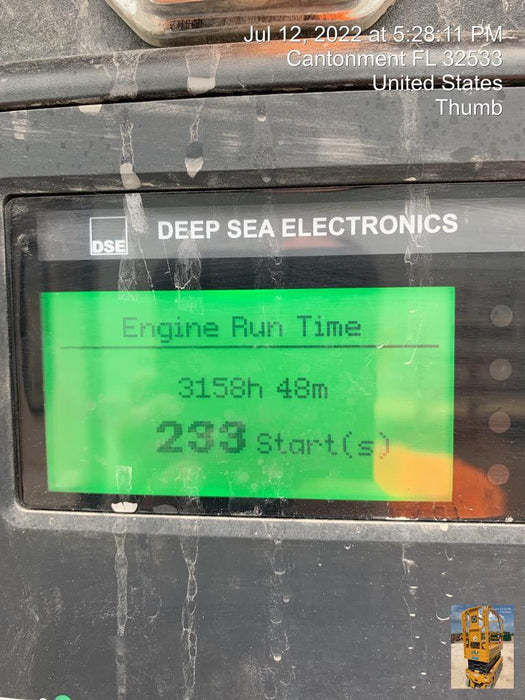 Jul 12, 2022 at 5:28:11 PM
Cantonment FL 32533
United States
Thumb
DSE
DEEP SEA ELECTRONICS
Engine Run Time
3158h 48m
233 Start(s)